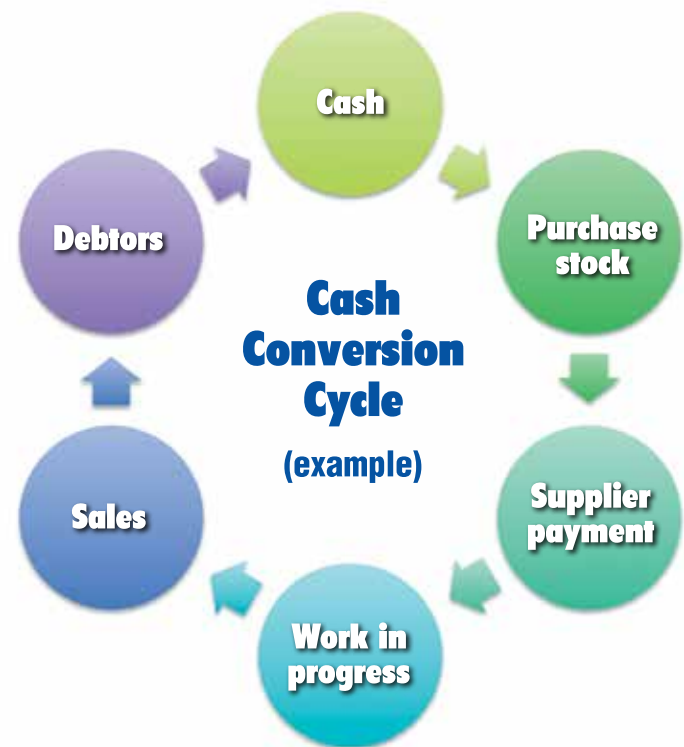 Cash
Purchase
stock
Supplier
payment
Work in
progress
Sales
Debtors
Cash
Conversion
Cycle
(example)